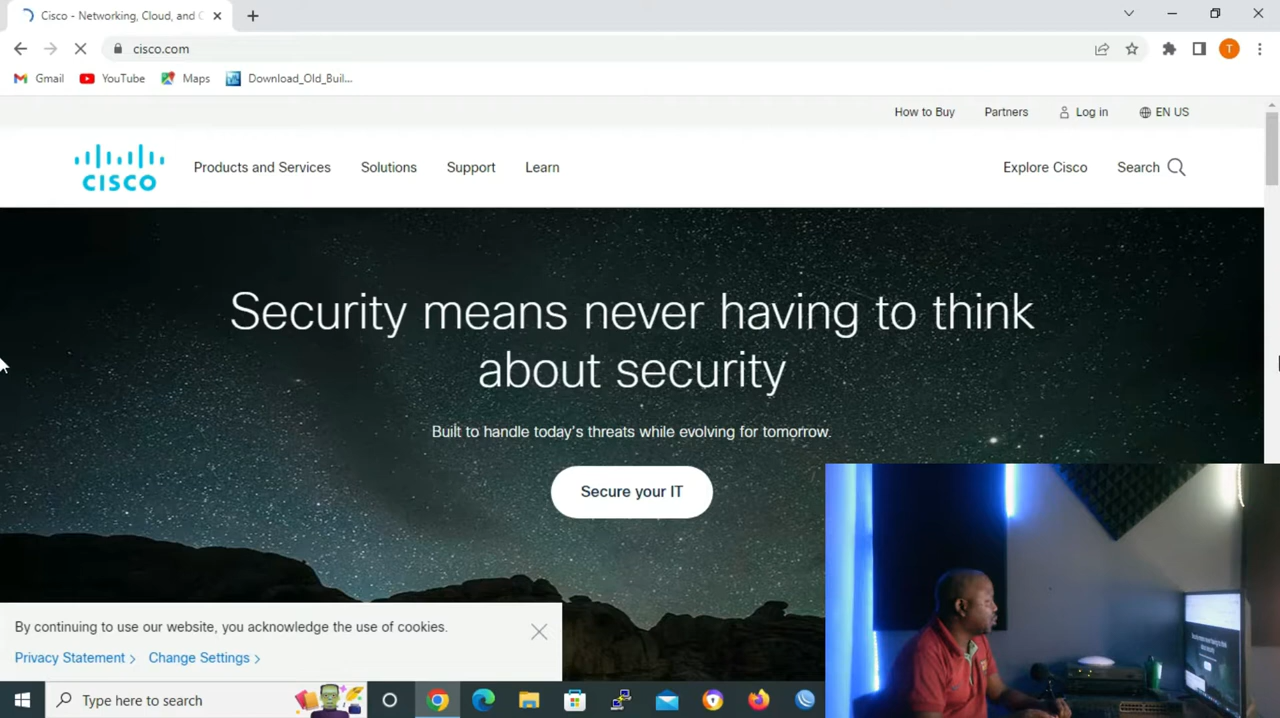 Cisco - Networking, Cloud, and C
cisco.com
T
Gmail
YouTube
Maps
Download_Old_Buil...
How to Buy
Partners
Log in
EN US
CISCO
Products and Services
Solutions
Support
Learn
Explore Cisco
Search
Security means never having to think
about security
Built to handle today's threats while evolving for tomorrow.
Secure your IT
By continuing to use our website, you acknowledge the use of cookies.
Privacy Statement
Change Settings
Type here to search